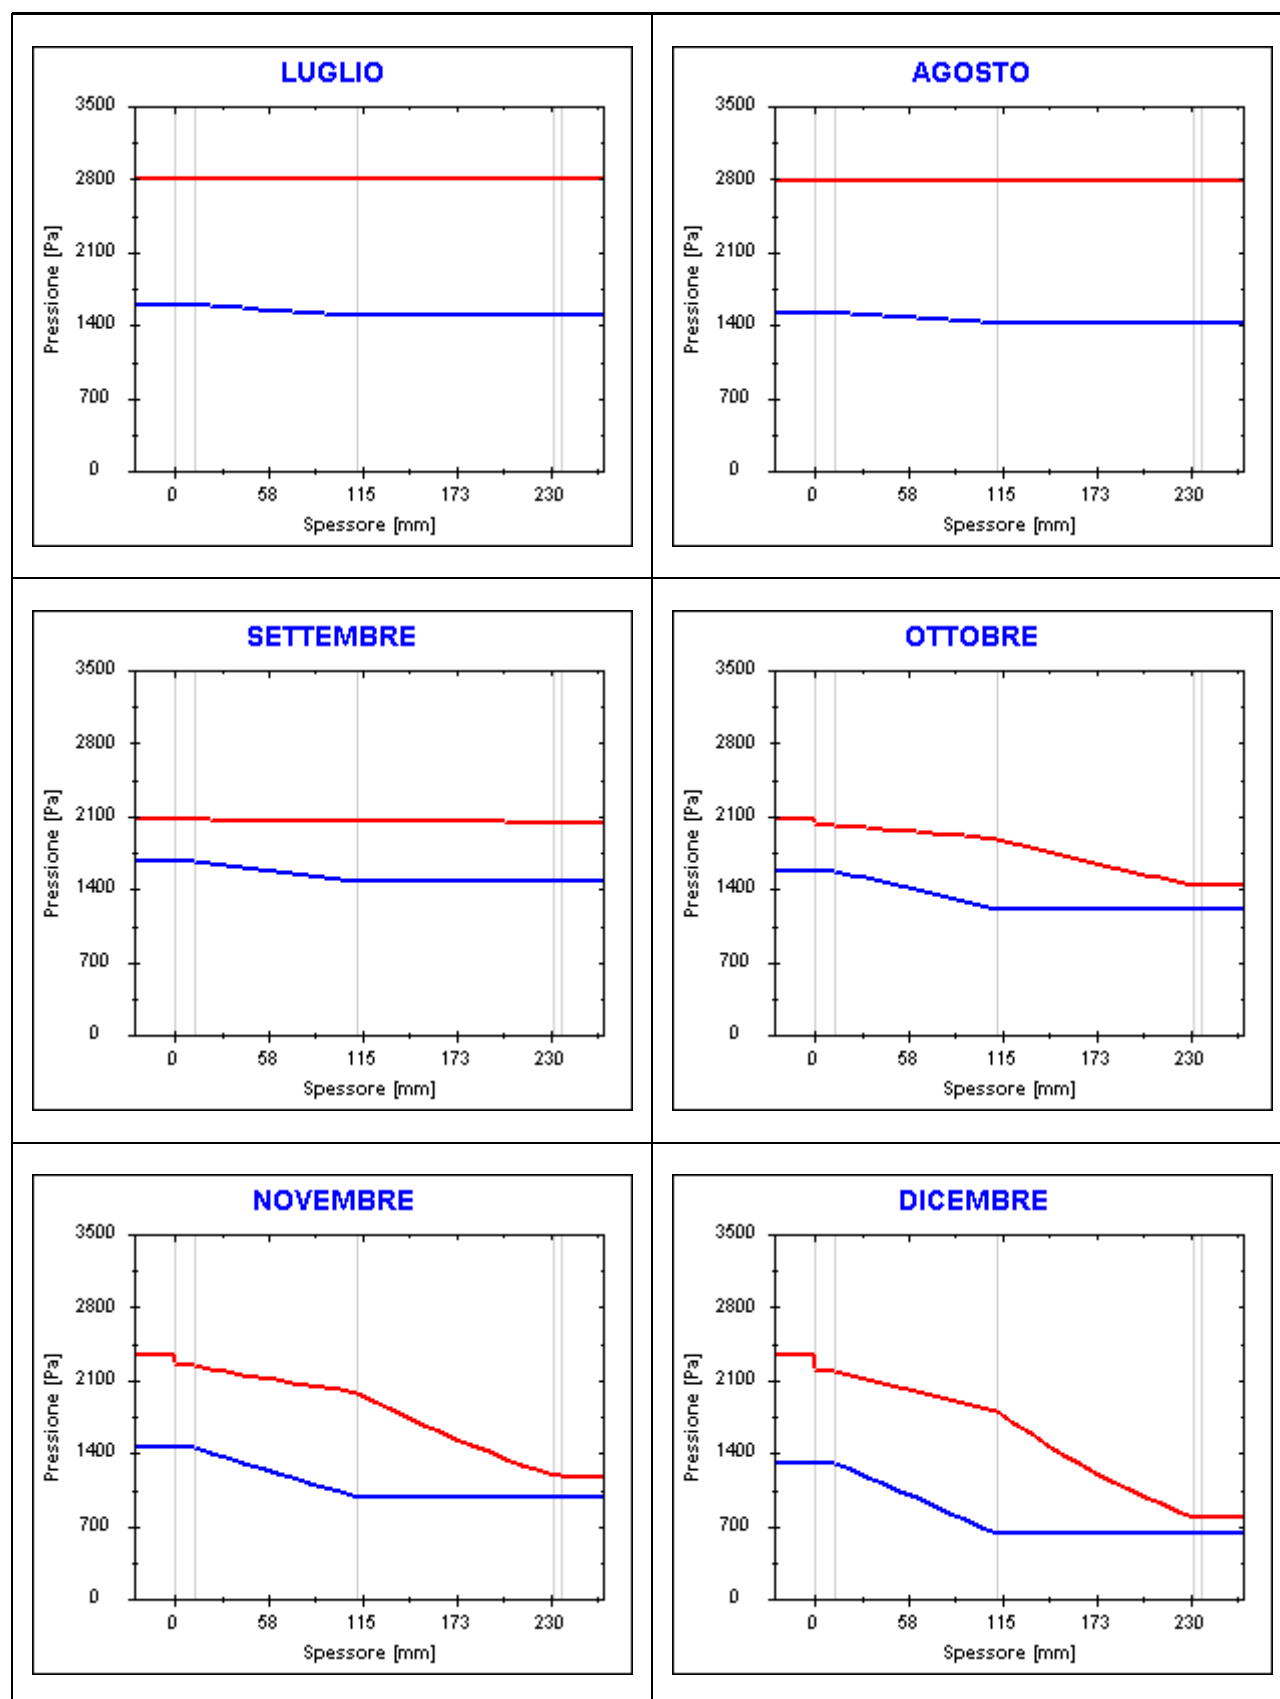 LUGLIO
3500
2800
2100
1400
700
0
Pressione [Pa]
0 58 115 173 230
Spessore [mm]
AGOSTO
3500
2800
2100
1400
700
0
Pressione [Pa]
0 58 115 173 230
Spessore [mm]
SETTEMBRE
3500
2800
2100
1400
700
0
Pressione [Pa]
0 58 115 173 230
Spessore [mm]
OTTOBRE
3500
2800
2100
1400
700
0
Pressione [Pa]
0 58 115 173 230
Spessore [mm]
NOVEMBRE
3500
2800
2100
1400
700
0
Pressione [Pa]
0 58 115 173 230
Spessore [mm]
DICEMBRE
3500
2800
2100
1400
700
0
Pressione [Pa]
0 58 115 173 230
Spessore [mm]